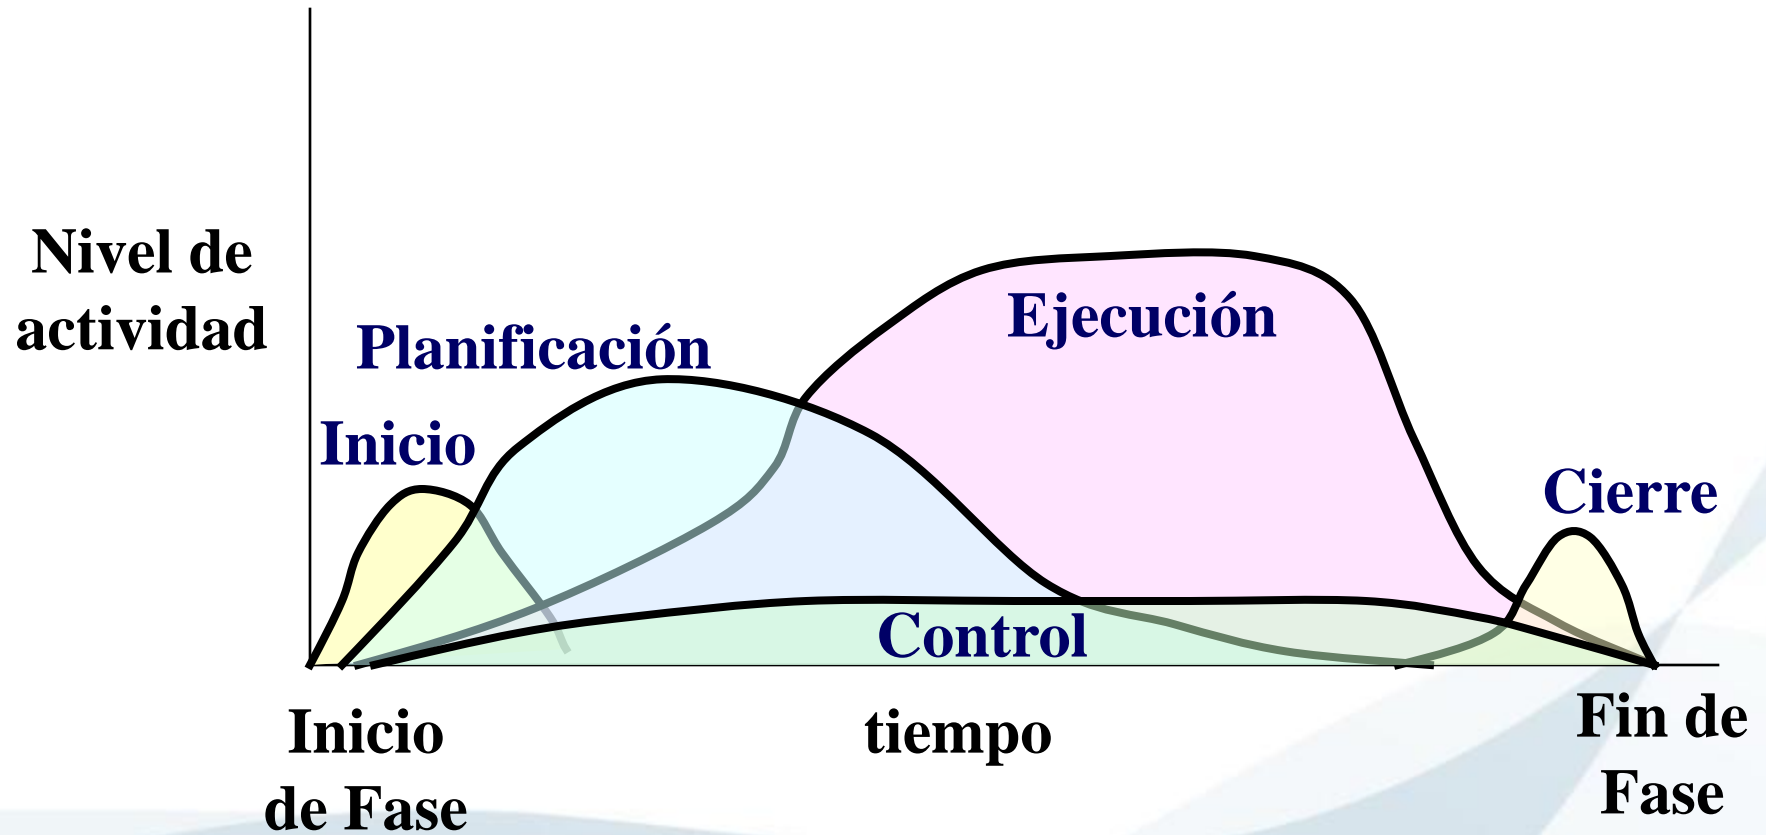 Nivel de
actividad
Planificación
Inicio
Ejecución
Cierre
Control
Inicio
de Fase
tiempo
Fin de
Fase